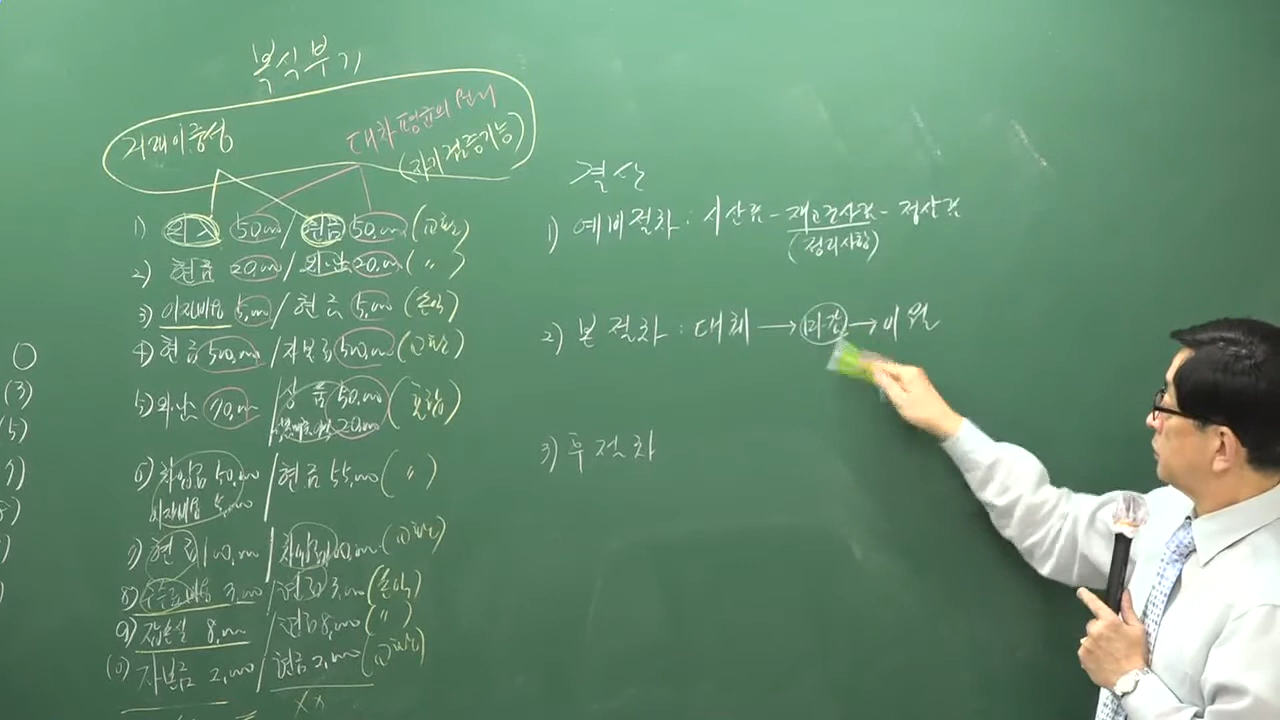 복식부기
거래이중성 대차평균의 원리
(자기검증기능)
1) 50,000 / 현금 50,000 (교환)
2) 현금 20,000 / 20,000 ( 〃 )
3) 이자비용 5,000 / 현금 5,000 (손익)
4) 현금 500,000 / 자본금 500,000 (교환)
5) 70,000 / 상품 50,000 (혼합)
20,000
6) 차입금 50,000 / 현금 55,000 ( 〃 )
이자비용 5,000
7) 현금 100,000 / 차입금 100,000 (교환)
8) 수수료비용 3,000 / 현금 3,000 (손익)
9) 잡손실 8,000 / 현금 8,000 ( 〃 )
(0) 자본금 2,000 / 현금 2,000 (교환)
××
결산
1) 예비절차 : 시산표 - 재고조사표 - 정산표
(정리사항)
2) 본절차 : 대체 → 마감 → 이월
3) 후절차
0
(3)